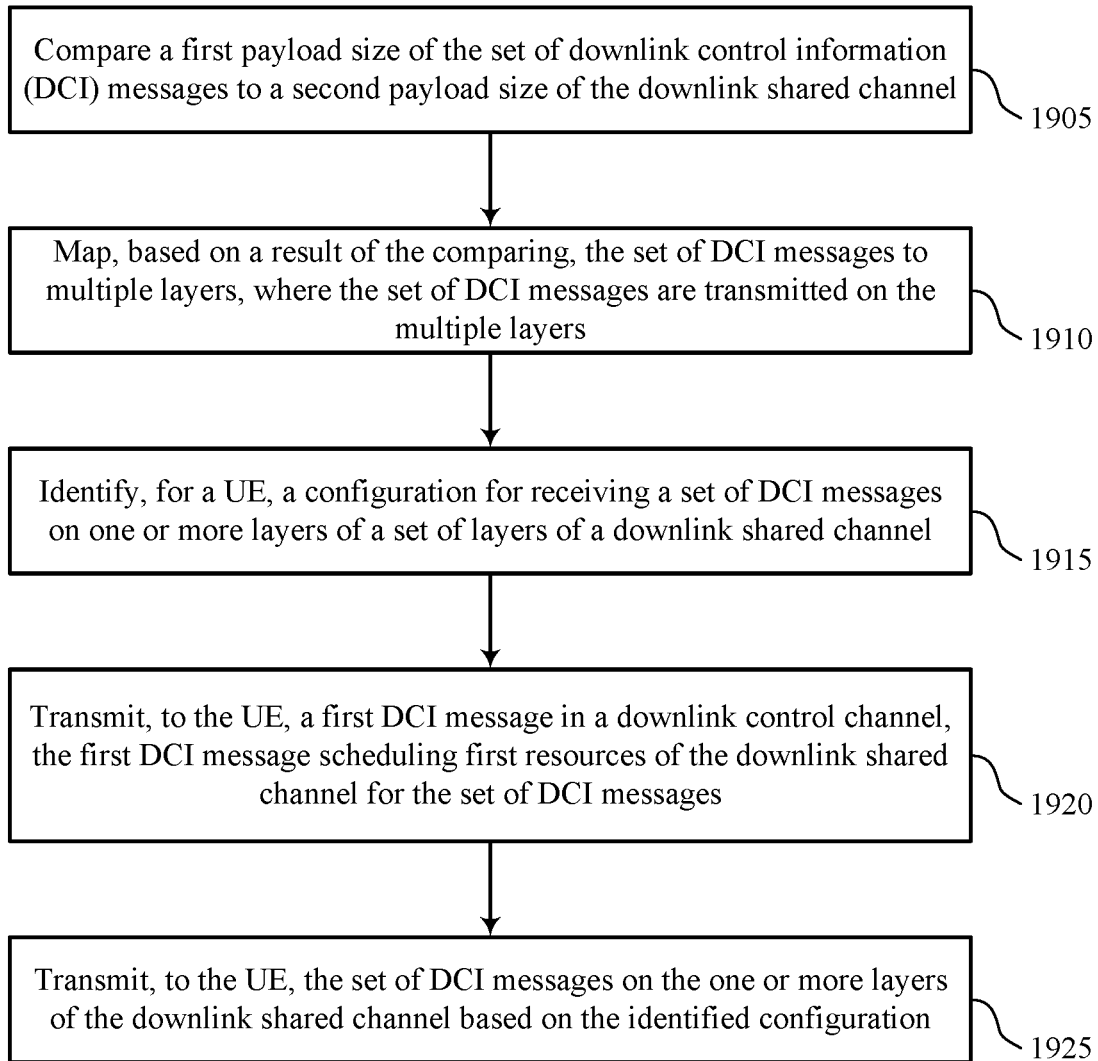 Compare a first payload size of the set of downlink control information
(DCI) messages to a second payload size of the downlink shared channel
1905
Map, based on a result of the comparing, the set of DCI messages to
multiple layers, where the set of DCI messages are transmitted on the
multiple layers
1910
Identify, for a UE, a configuration for receiving a set of DCI messages
on one or more layers of a set of layers of a downlink shared channel
1915
Transmit, to the UE, a first DCI message in a downlink control channel,
the first DCI message scheduling first resources of the downlink shared
channel for the set of DCI messages
1920
Transmit, to the UE, the set of DCI messages on the one or more layers
of the downlink shared channel based on the identified configuration
1925